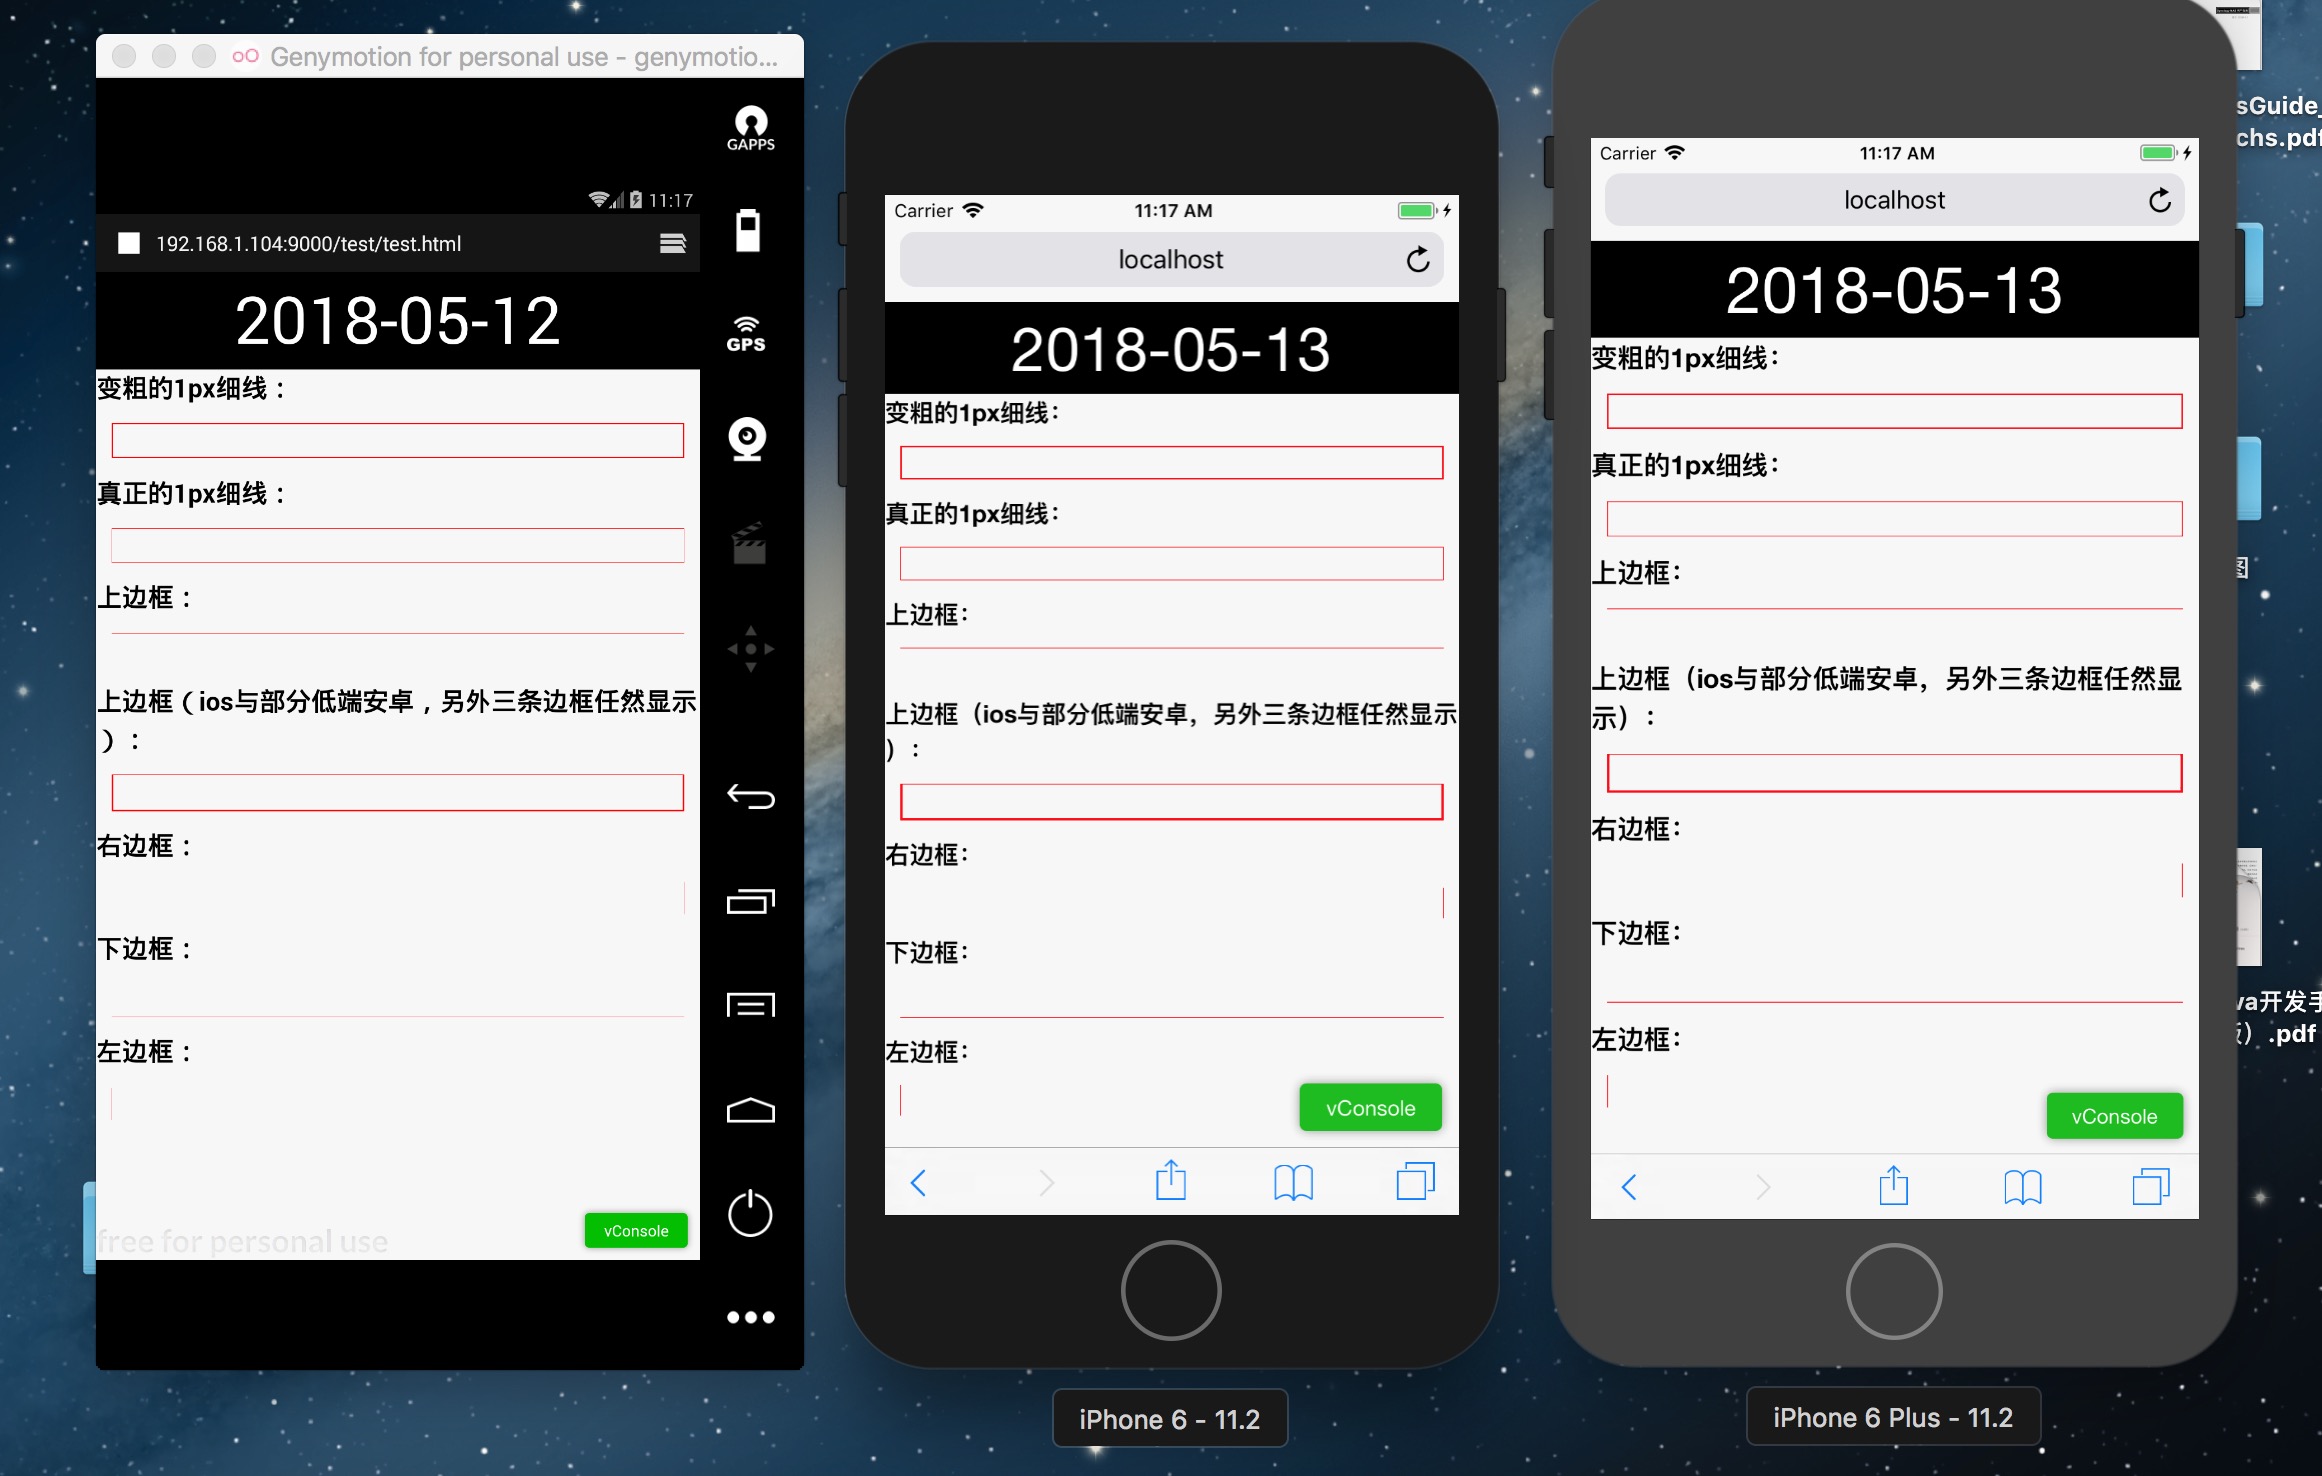 Genymotion for personal use - genymotio...
GAPPS
11:17
192.168.1.104:9000/test/test.html
GPS
2018-05-12
变粗的1px细线：
真正的1px细线：
上边框：
上边框（ios与部分低端安卓，另外三条边框任然显示
）：
右边框：
下边框：
左边框：
free for personal use
vConsole
Carrier
11:17 AM
localhost
2018-05-13
变粗的1px细线：
真正的1px细线：
上边框：
上边框（ios与部分低端安卓，另外三条边框任然显示
）：
右边框：
下边框：
左边框：
vConsole
iPhone 6 - 11.2
Carrier
11:17 AM
localhost
2018-05-13
变粗的1px细线：
真正的1px细线：
上边框：
上边框（ios与部分低端安卓，另外三条边框任然显
示）：
右边框：
下边框：
左边框：
vConsole
iPhone 6 Plus - 11.2
sGuide_
chs.pdf
图
va开发手
版）.pdf